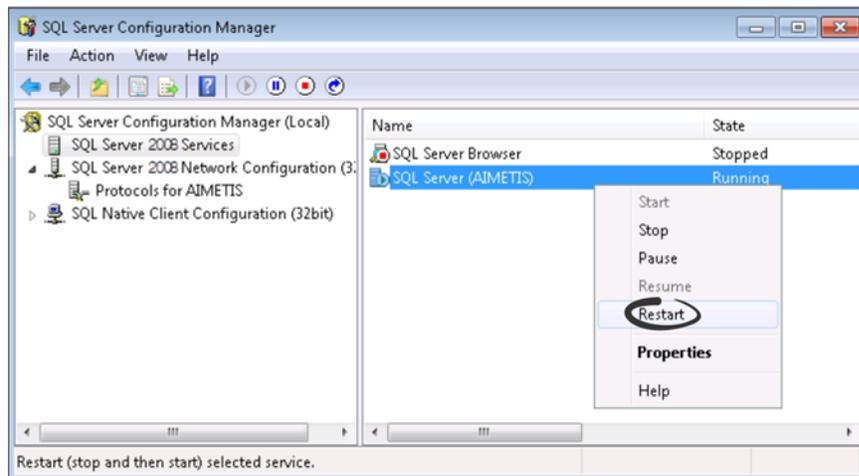 SQL Server Configuration Manager
File Action View Help
SQL Server Configuration Manager (Local)
SQL Server 2008 Services
SQL Server 2008 Network Configuration (3
Protocols for AIMETIS
SQL Native Client Configuration (32bit)
Name State
SQL Server Browser Stopped
SQL Server (AIMETIS) Running
Start
Stop
Pause
Resume
Restart
Properties
Help
Restart (stop and then start) selected service.